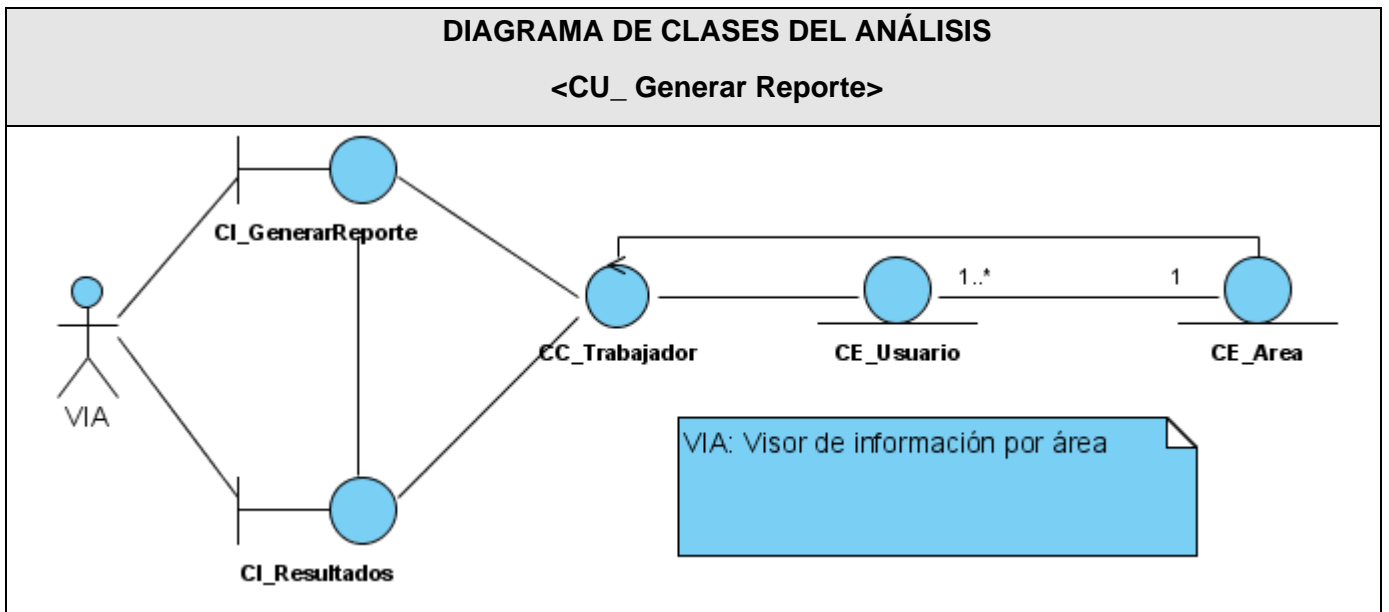 DIAGRAMA DE CLASES DEL ANÁLISIS
<CU_ Generar Reporte>
CI_GenerarReporte
1..*
1
CC_Trabajador
CE_Usuario
CE_Area
VIA
VIA: Visor de información por área
CI_Resultados